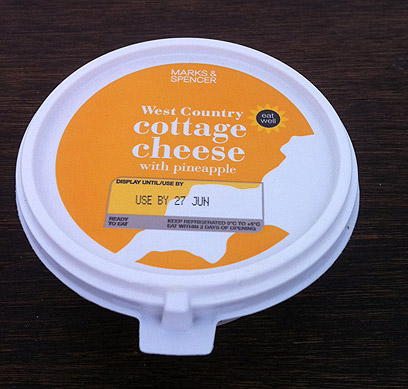 MARKS &
SPENCER
West Country
cottage
cheese
with pineapple
eat
well
DISPLAY UNTIL/USE BY
USE BY 27 JUN
READY
TO EAT
KEEP REFRIGERATED 0°C TO +5°C
EAT WITHIN 2 DAYS OF OPENING